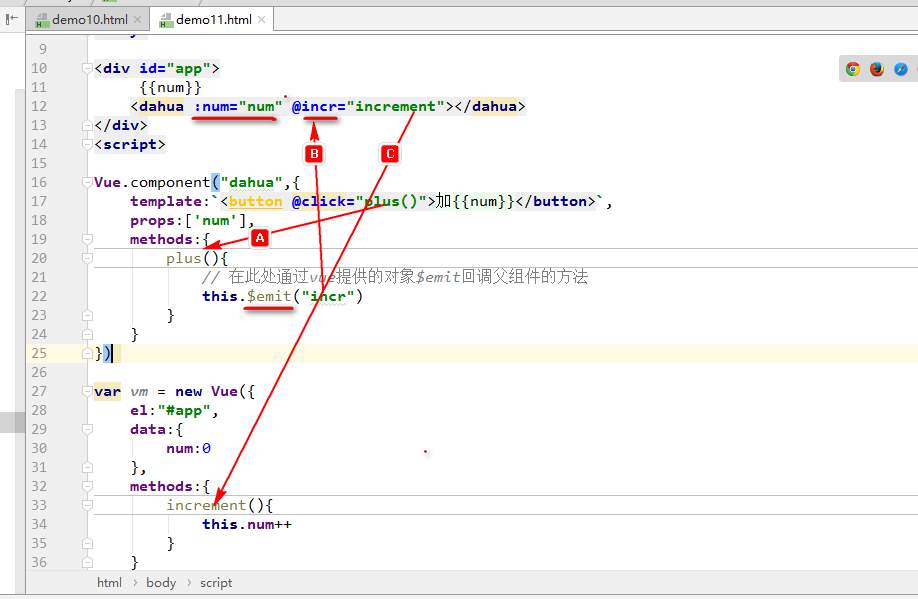 demo10.html
demo11.html
9
10 <div id="app">
11 {{num}}
12 <dahua :num="num" @incr="increment"></dahua>
13 </div>
14 <script>
B
C
15
16 Vue.component("dahua",{
17 template:`<button @click="plus()">加{{num}}</button>`,
18 props:['num'],
19 methods:{
A
20 plus(){
21 // 在此处通过vue提供的对象$emit回调父组件的方法
22 this.$emit("incr")
23 }
24 }
25 })
26
27 var vm = new Vue({
28 el:"#app",
29 data:{
30 num:0
31 },
32 methods:{
33 increment(){
34 this.num++
35 }
36 }
html › body › script